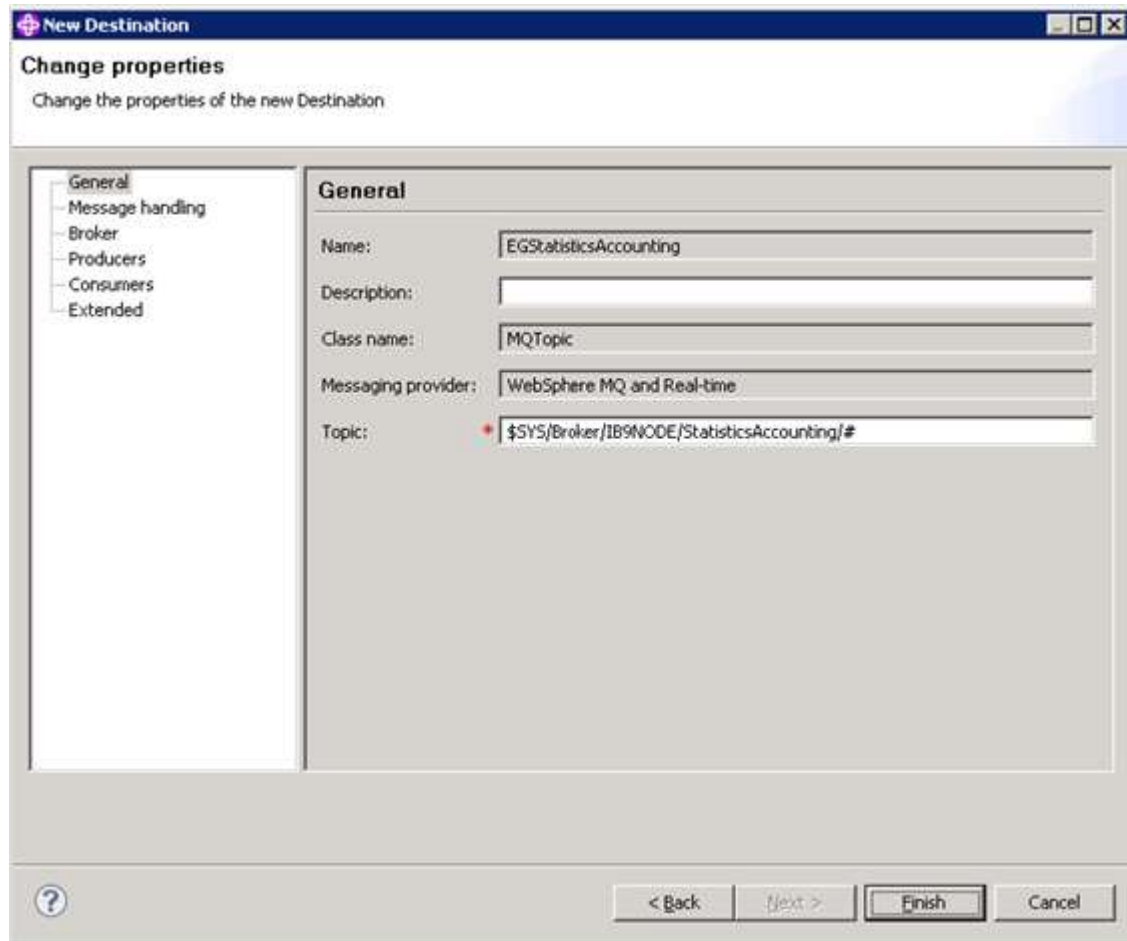 New Destination
Change properties
Change the properties of the new Destination
General
Message handling
Broker
Producers
Consumers
Extended
General
Name: EGStatisticsAccounting
Description:
Class name: MQTopic
Messaging provider: WebSphere MQ and Real-time
Topic: * $SYS/Broker/IB9NODE/StatisticsAccounting/#
? < Back Next > Finish Cancel